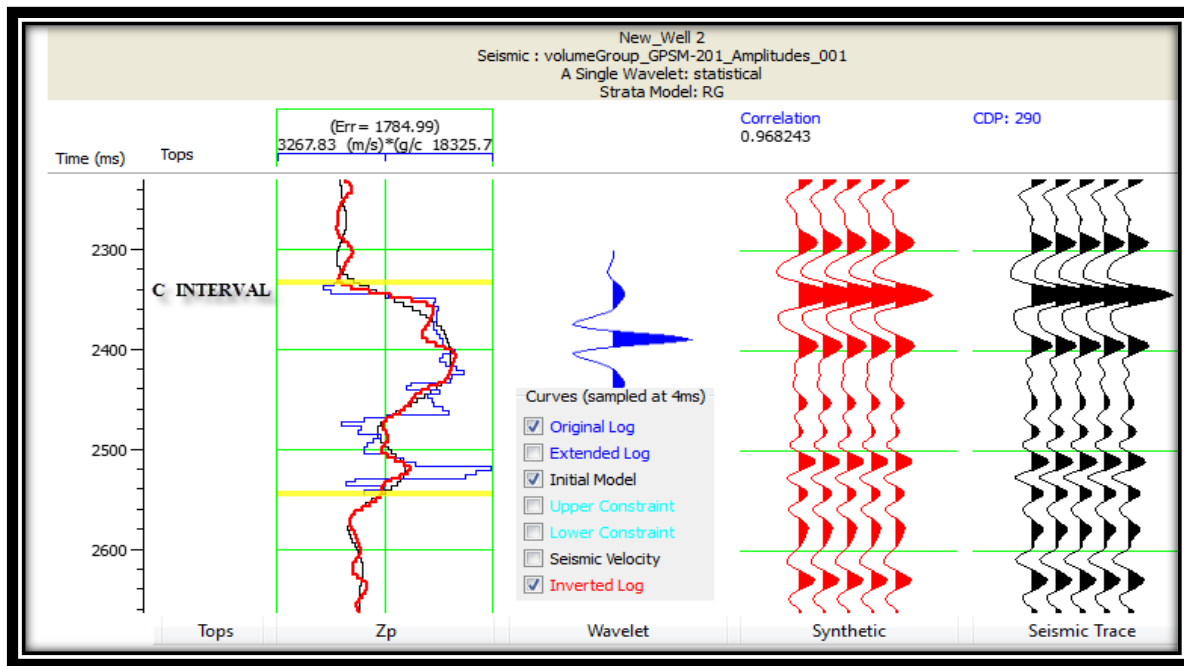 New_Well 2
Seismic : volumeGroup_GPSM-201_Amplitudes_001
A Single Wavelet: statistical
Strata Model: RG
Time (ms)
Tops
(Err= 1784.99)
3267.83 (m/s)*(g/c 18325.7
Correlation
0.968243
CDP: 290
2300
C INTERVAL
2400
2500
2600
Curves (sampled at 4ms)
Original Log
Extended Log
Initial Model
Upper Constraint
Lower Constraint
Seismic Velocity
Inverted Log
Tops Zp Wavelet Synthetic Seismic Trace